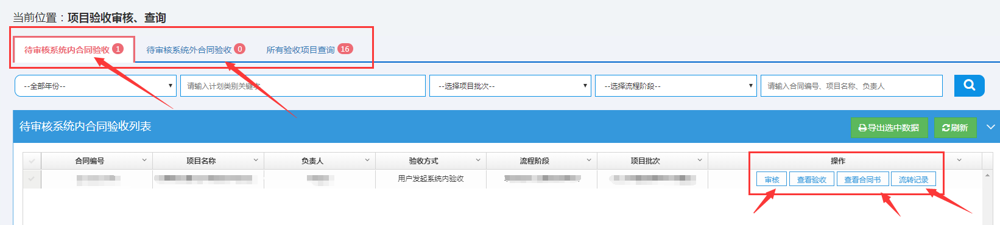 当前位置：项目验收审核、查询
待审核系统内合同验收 1 待审核系统外合同验收 0 所有验收项目查询 16
--全部年份-- 请输入计划类别关键字 --选择项目批次-- --选择流程阶段-- 请输入合同编号、项目名称、负责人
待审核系统内合同验收列表 导出选中数据 刷新
合同编号 项目名称 负责人 验收方式 流程阶段 项目批次 操作
用户发起系统内验收 审核 查看验收 查看合同书 流转记录